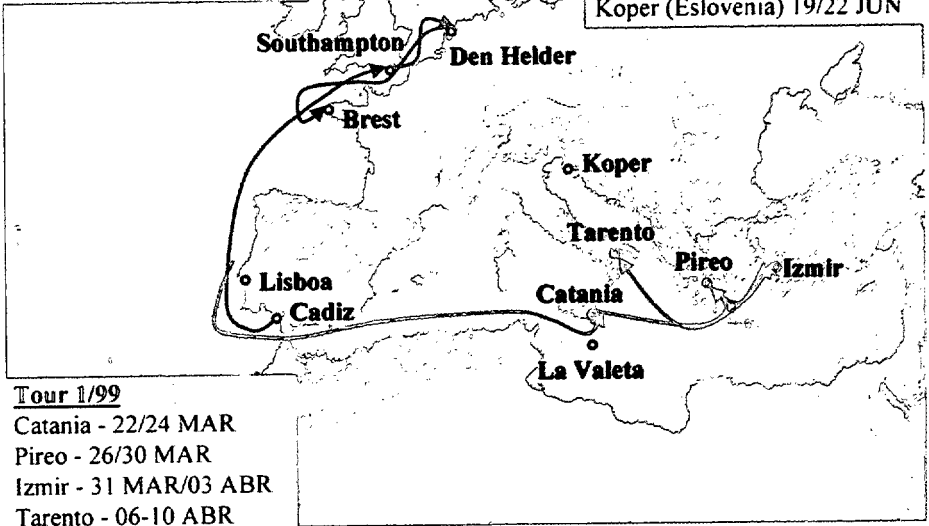 Koper (Eslovenia) 19/22 JUN
Southampton
Den Helder
Brest
Koper
Tarento
Pireo
Izmir
Lisboa
Catania
Cadiz
La Valeta
Tour 1/99
Catania - 22/24 MAR
Pireo - 26/30 MAR
Izmir - 31 MAR/03 ABR
Tarento - 06-10 ABR